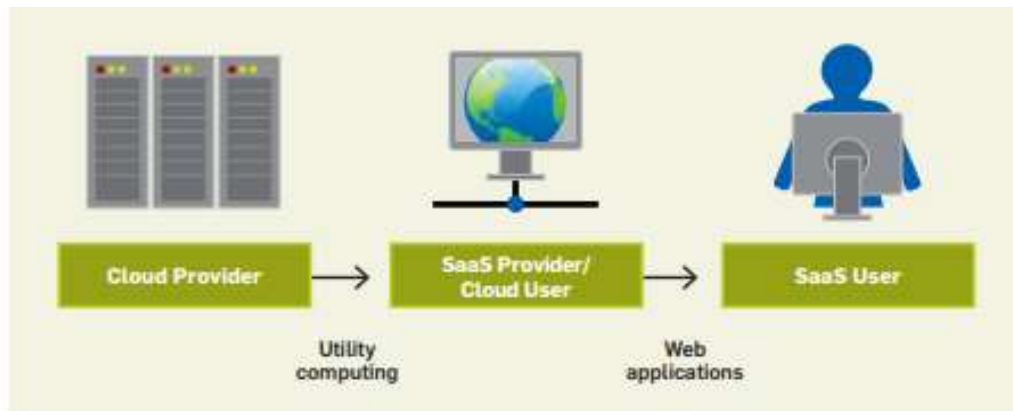 Cloud Provider
SaaS Provider/
Cloud User
SaaS User
Utility
computing
Web
applications